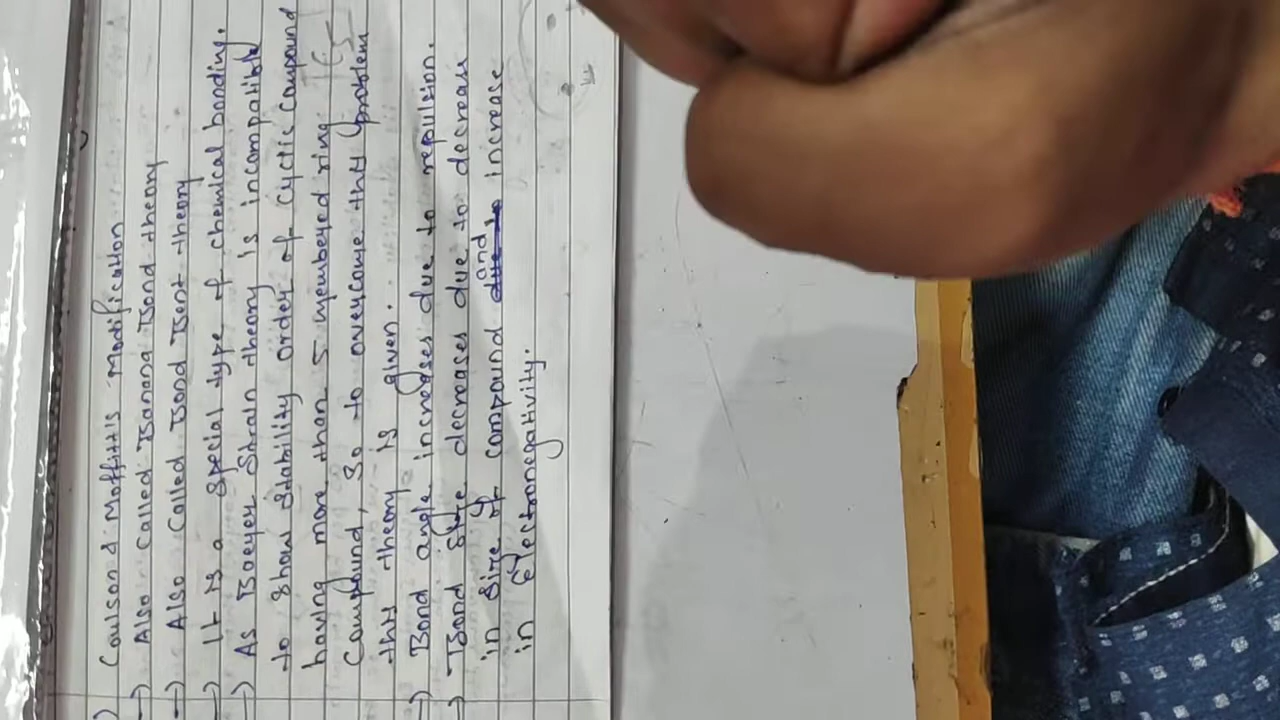 ) Coulson & Moffitt's Modification
→ Also Called Banana Bond theory
→ Also Called Bond Bent theory
→ It is a special type of chemical bonding.
→ As Baeyer Strain theory is incompatible
to show stability order of cyclic compound
having more than 5 membered ring
Compound, So to overcome this problem
this theory is given.
→ Bond angle increases due to repulsion.
→ Bond decreases due to decrease
in size of compound due to and increase
in electronegativity.